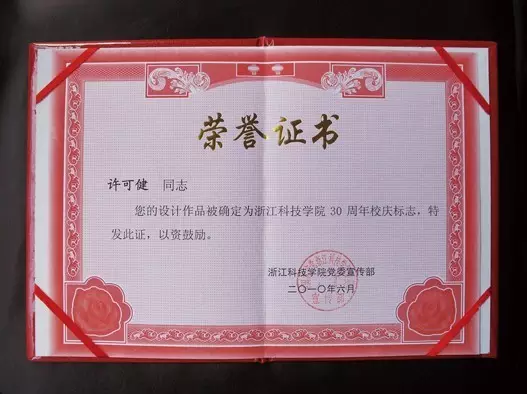 荣誉证书
许可健 同志
您的设计作品被确定为浙江科技学院 30 周年校庆标志，特
发此证，以资鼓励。
浙江科技学院党委宣传部
二〇一〇年六月
宣传部